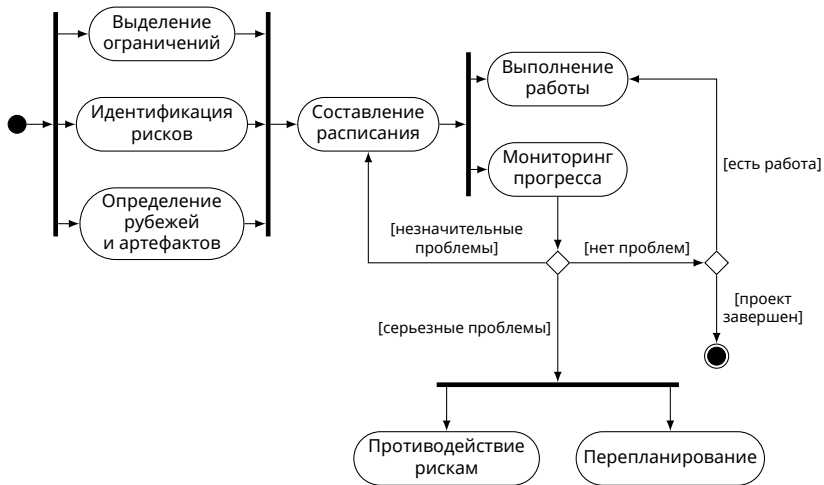 Выделение
ограничений
Идентификация
рисков
Определение
рубежей
и артефактов
Составление
расписания
Выполнение
работы
Мониторинг
прогресса
[есть работа]
[незначительные
проблемы]
[нет проблем]
[проект
завершен]
[серьезные проблемы]
Противодействие
рискам
Перепланирование